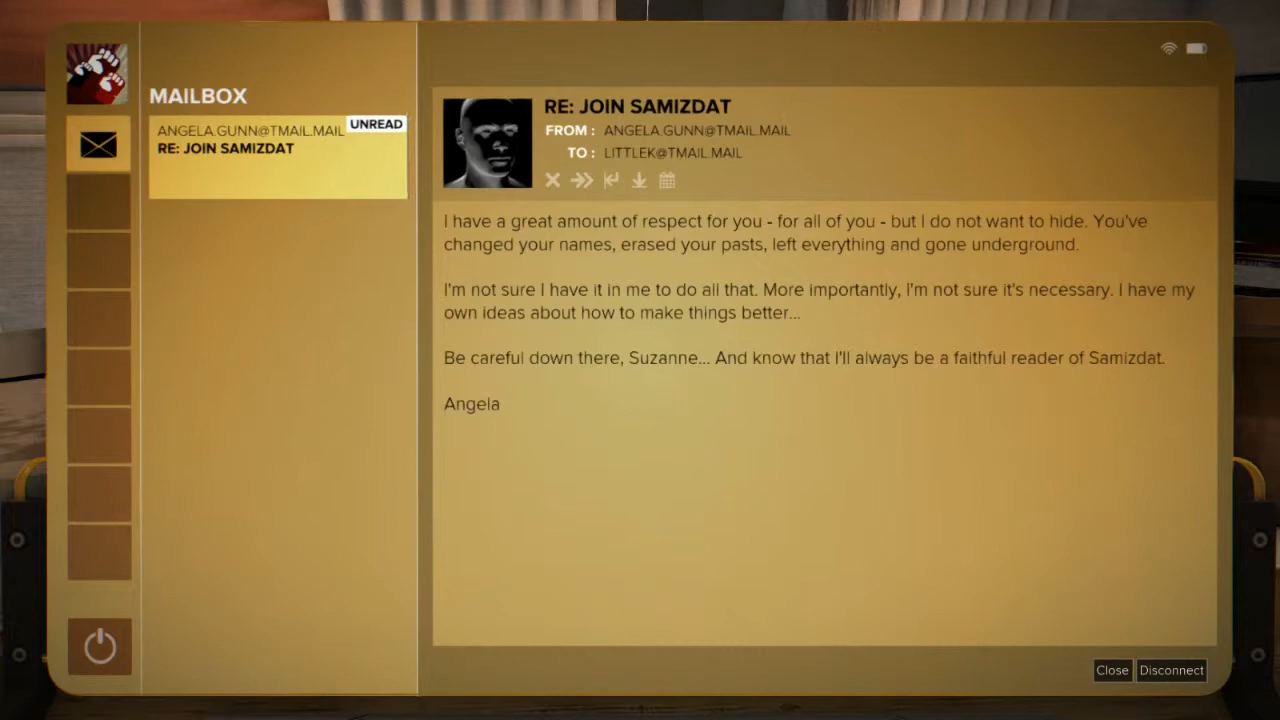 MAILBOX
ANGELA.GUNN@TMAIL.MAIL UNREAD
RE: JOIN SAMIZDAT
RE: JOIN SAMIZDAT
FROM : ANGELA.GUNN@TMAIL.MAIL
TO : LITTLEK@TMAIL.MAIL
I have a great amount of respect for you - for all of you - but I do not want to hide. You've
changed your names, erased your pasts, left everything and gone underground.
I'm not sure I have it in me to do all that. More importantly, I'm not sure it's necessary. I have my
own ideas about how to make things better...
Be careful down there, Suzanne... And know that I'll always be a faithful reader of Samizdat.
Angela
Close Disconnect